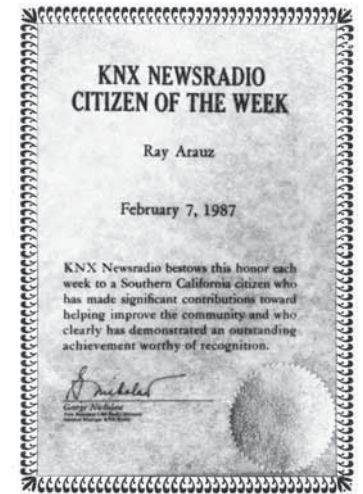 KNX NEWSRADIO
CITIZEN OF THE WEEK
Ray Arauz
February 7, 1987
KNX Newsradio bestows this honor each
week to a Southern California citizen who
has made significant contributions toward
helping improve the community and who
clearly has demonstrated an outstanding
achievement worthy of recognition.
George Nicholaw